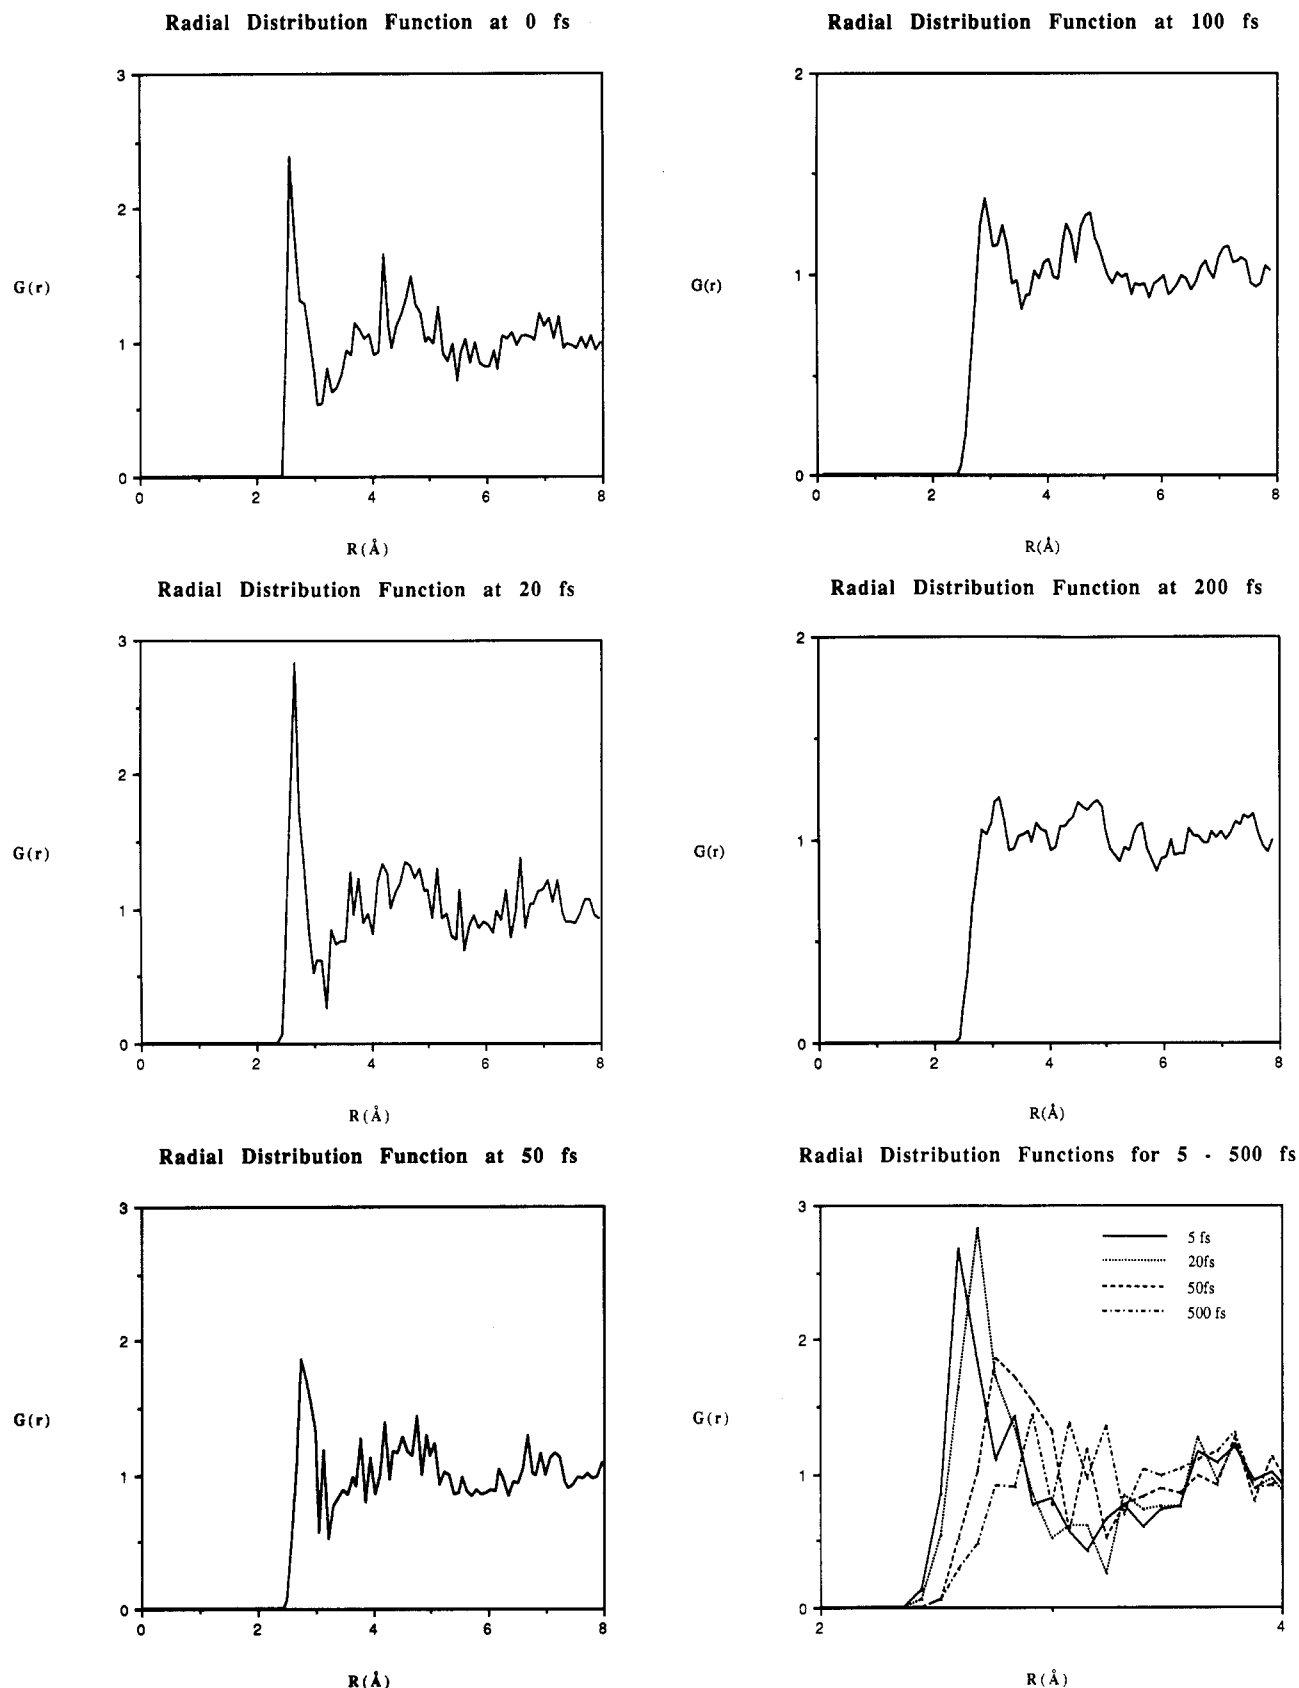 Radial Distribution Function at 0 fs
3
2
G(r)
1
0
0 2 4 6 8
R(Å)
Radial Distribution Function at 20 fs
3
2
G(r)
1
0
0 2 4 6 8
R(Å)
Radial Distribution Function at 50 fs
3
2
G(r)
1
0
0 2 4 6 8
R(Å)
Radial Distribution Function at 100 fs
2
G(r)
1
0
0 2 4 6 8
R(Å)
Radial Distribution Function at 200 fs
2
G(r)
1
0
0 2 4 6 8
R(Å)
Radial Distribution Functions for 5 - 500 fs
3
5 fs
20fs
50fs
500 fs
2
G(r)
1
0
2 4
R(Å)